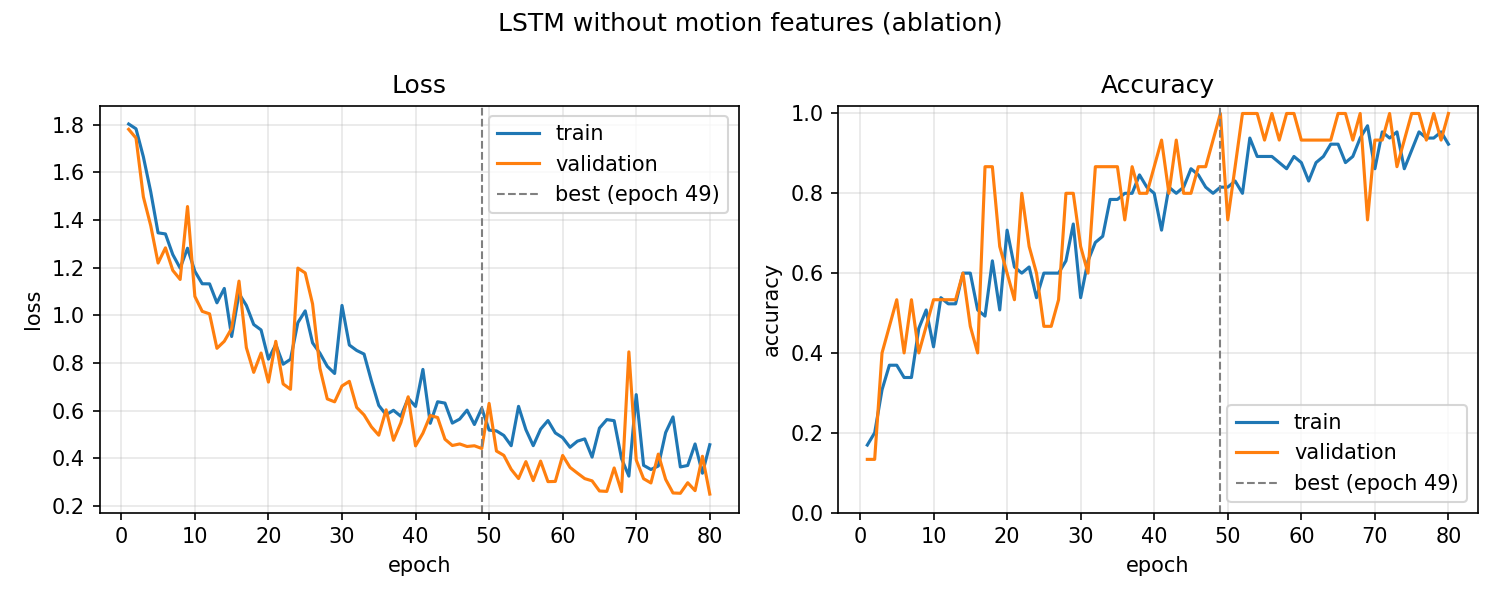 LSTM without motion features (ablation)
Loss
1.8
1.6
1.4
1.2
1.0
0.8
0.6
0.4
0.2
loss
train
validation
best (epoch 49)
0 10 20 30 40 50 60 70 80
epoch
Accuracy
1.0
0.8
0.6
0.4
0.2
0.0
accuracy
train
validation
best (epoch 49)
0 10 20 30 40 50 60 70 80
epoch